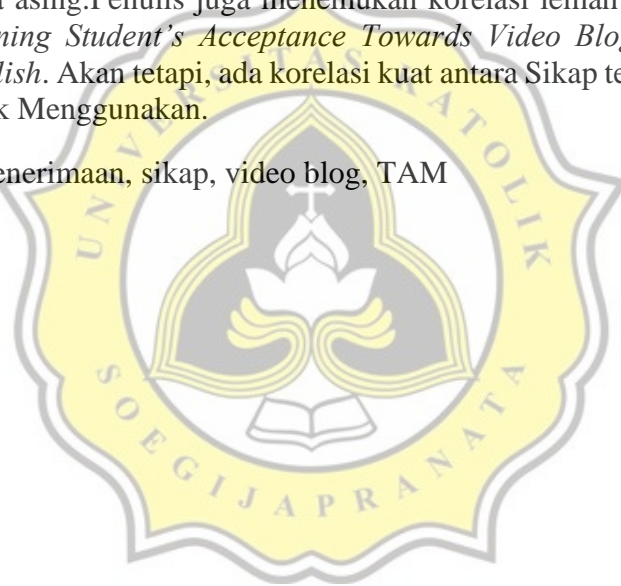 a asing.Penulis juga menemukan korelasi lemah
ning Student's Acceptance Towards Video Blog
lish. Akan tetapi, ada korelasi kuat antara Sikap te
k Menggunakan.
enerimaan, sikap, video blog, TAM
UNIVERSITAS KATOLIK
SOEGIJAPRANATA